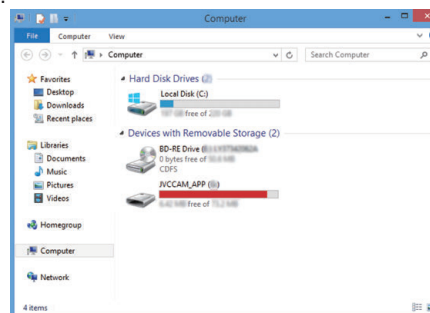 Computer
File Computer View
Computer
Search Computer
Favorites
Desktop
Downloads
Recent places
Libraries
Documents
Music
Pictures
Videos
Homegroup
Computer
Network
Hard Disk Drives (2)
Local Disk (C:)
free of
Devices with Removable Storage (2)
BD-RE Drive
0 bytes free of
CDFS
JVCCAM_APP
free of
4 items